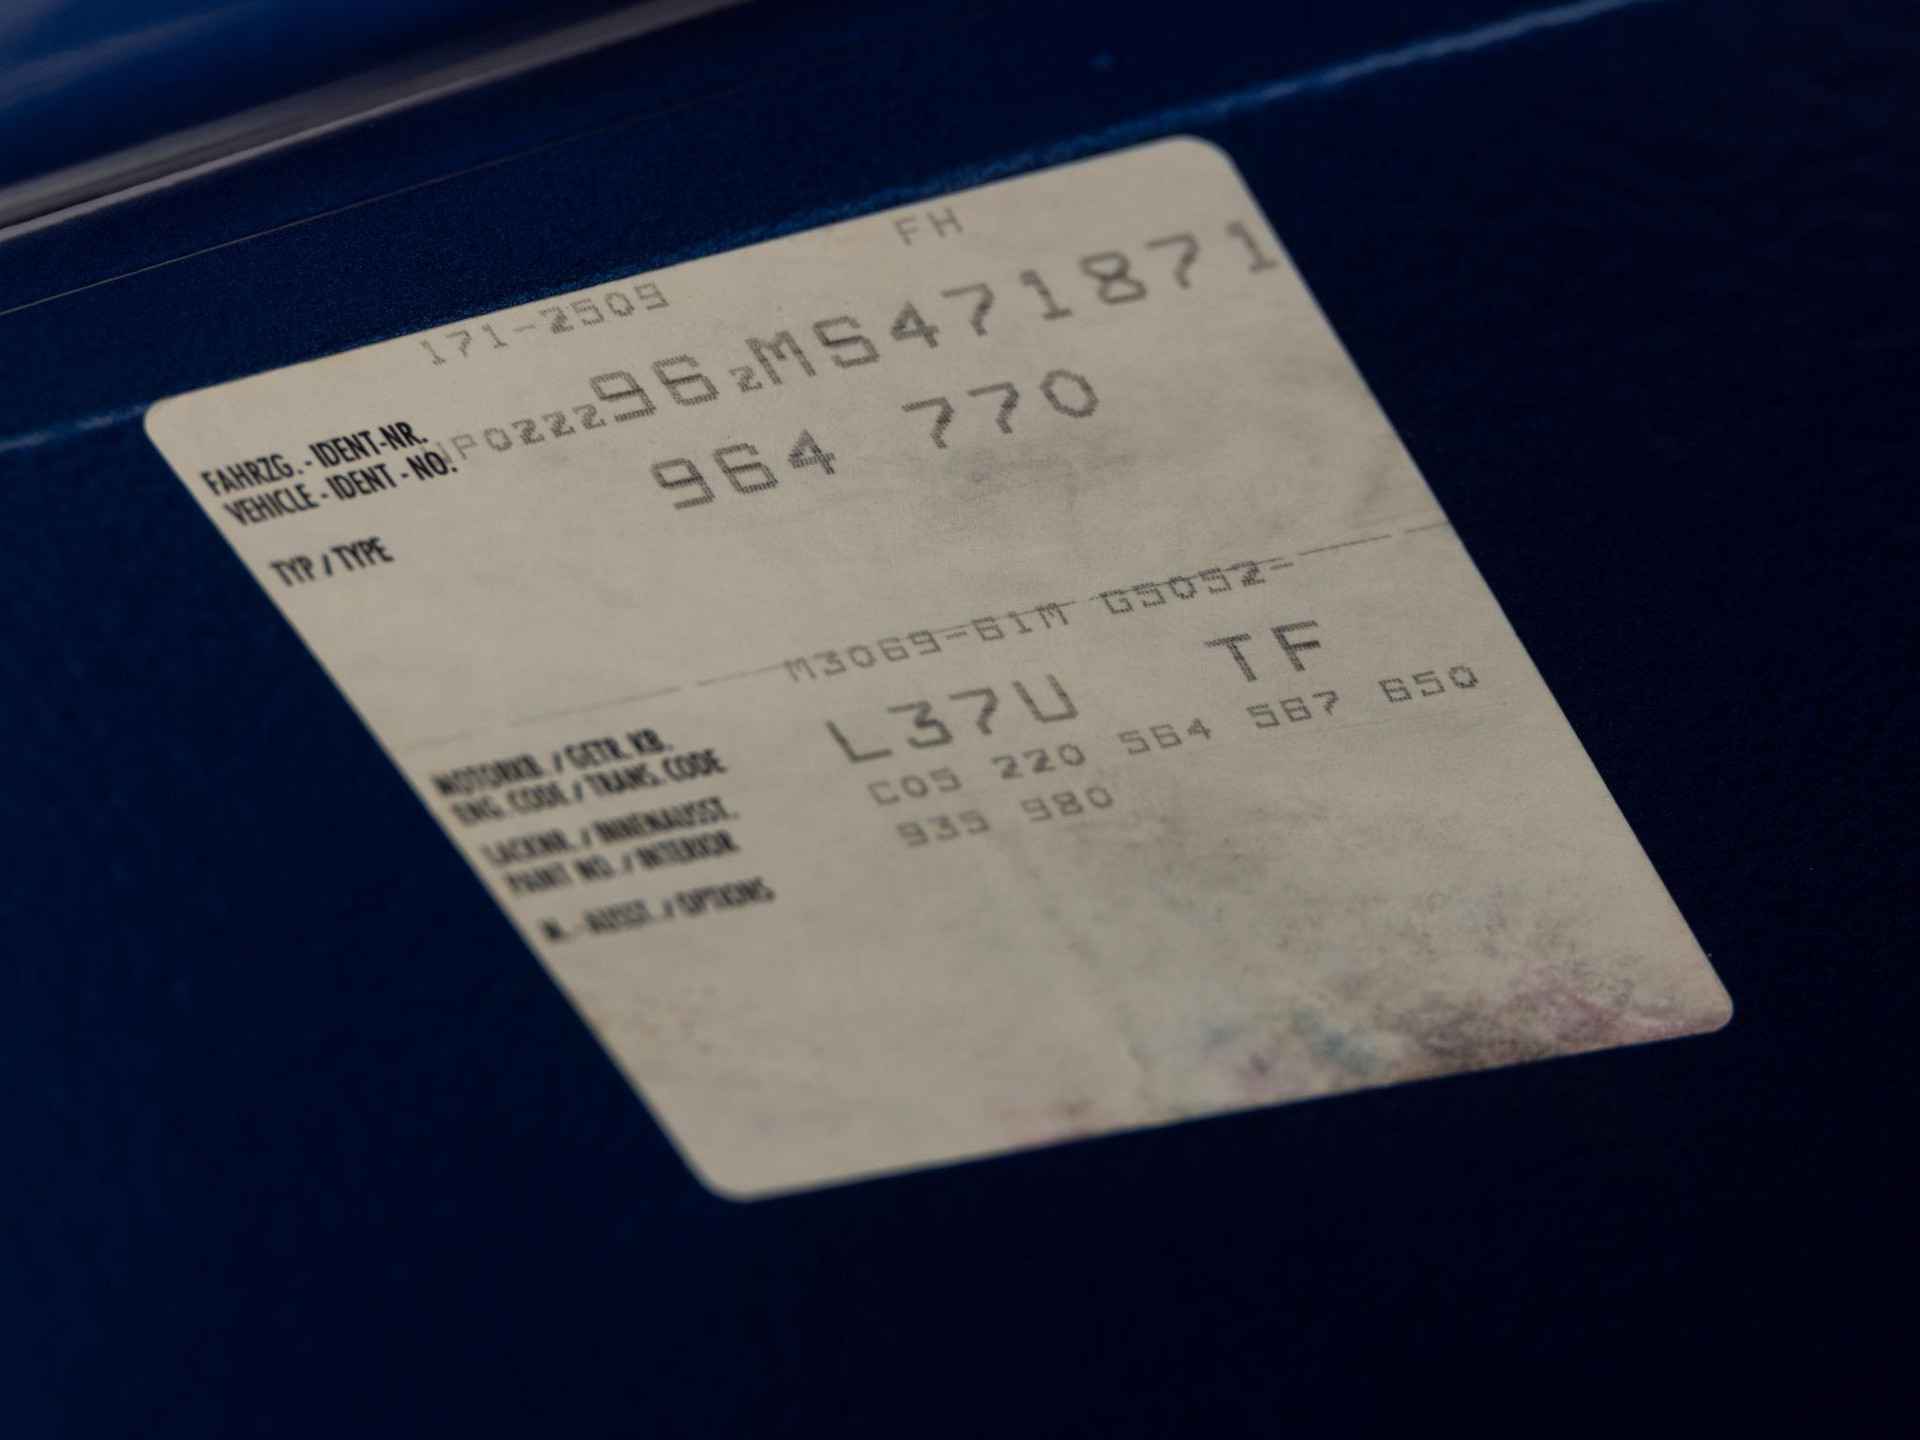 171-2509 FH
FAHRZG.-IDENT-NR.
VEHICLE-IDENT-NO. WP0ZZZ96ZMS471871
TYP / TYPE 964 770
M3069-61M G5052-
MOTORKB. / GETR. KB.
ENG. CODE / TRANS. CODE
LACKNR. / INNENAUSST. L37U TF
PAINT NO. / INTERIOR
M.-AUSST. / OPTIONS C05 220 564 567 650
935 980